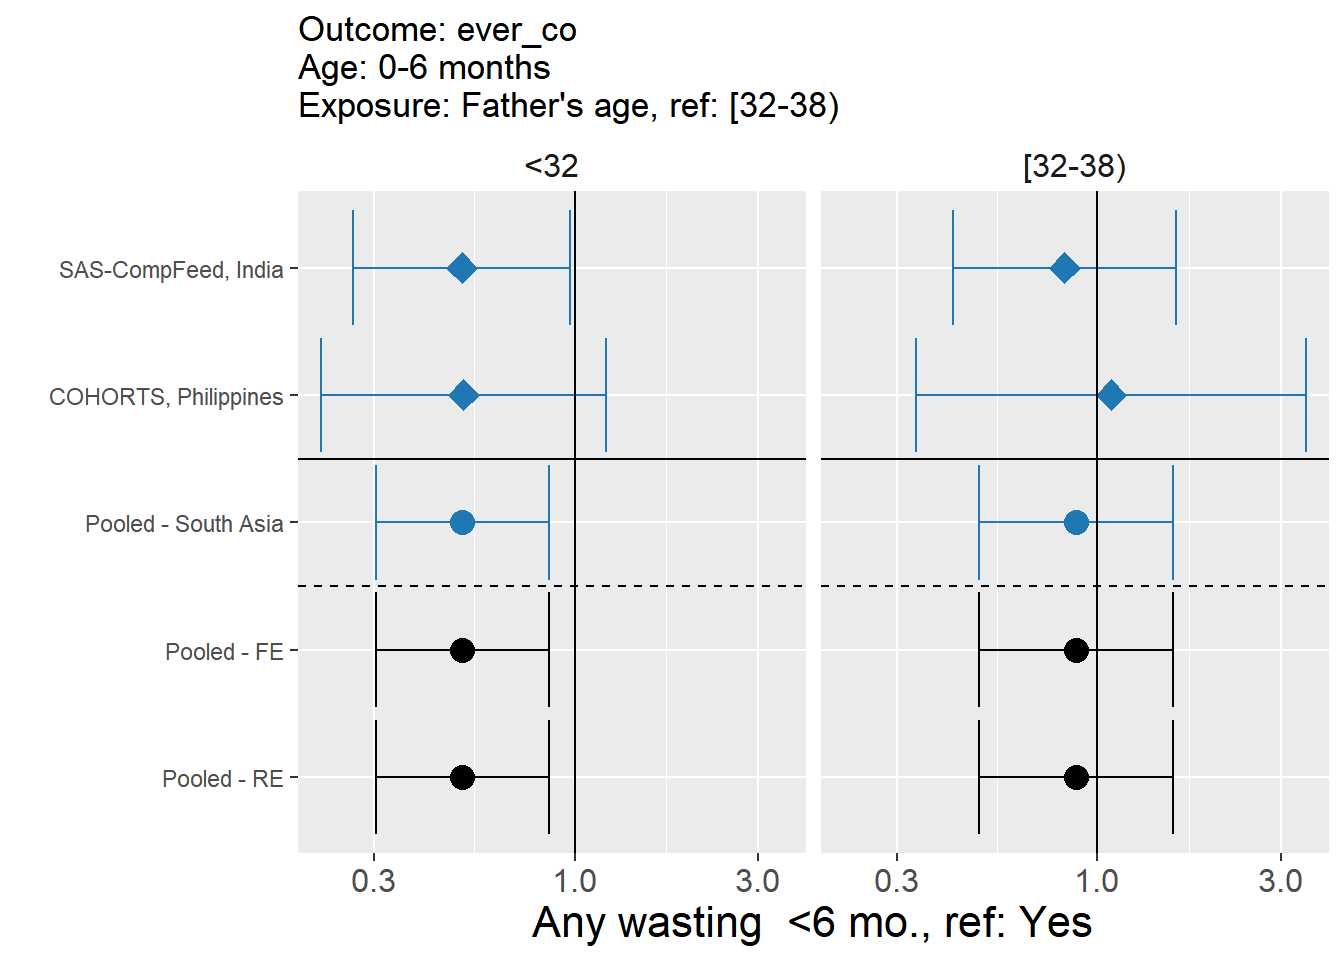 Outcome: ever_co
Age: 0-6 months
Exposure: Father's age, ref: [32-38)
<32 [32-38)
SAS-CompFeed, India
COHORTS, Philippines
Pooled - South Asia
Pooled - FE
Pooled - RE
0.3 1.0 3.0 0.3 1.0 3.0
Any wasting  <6 mo., ref: Yes